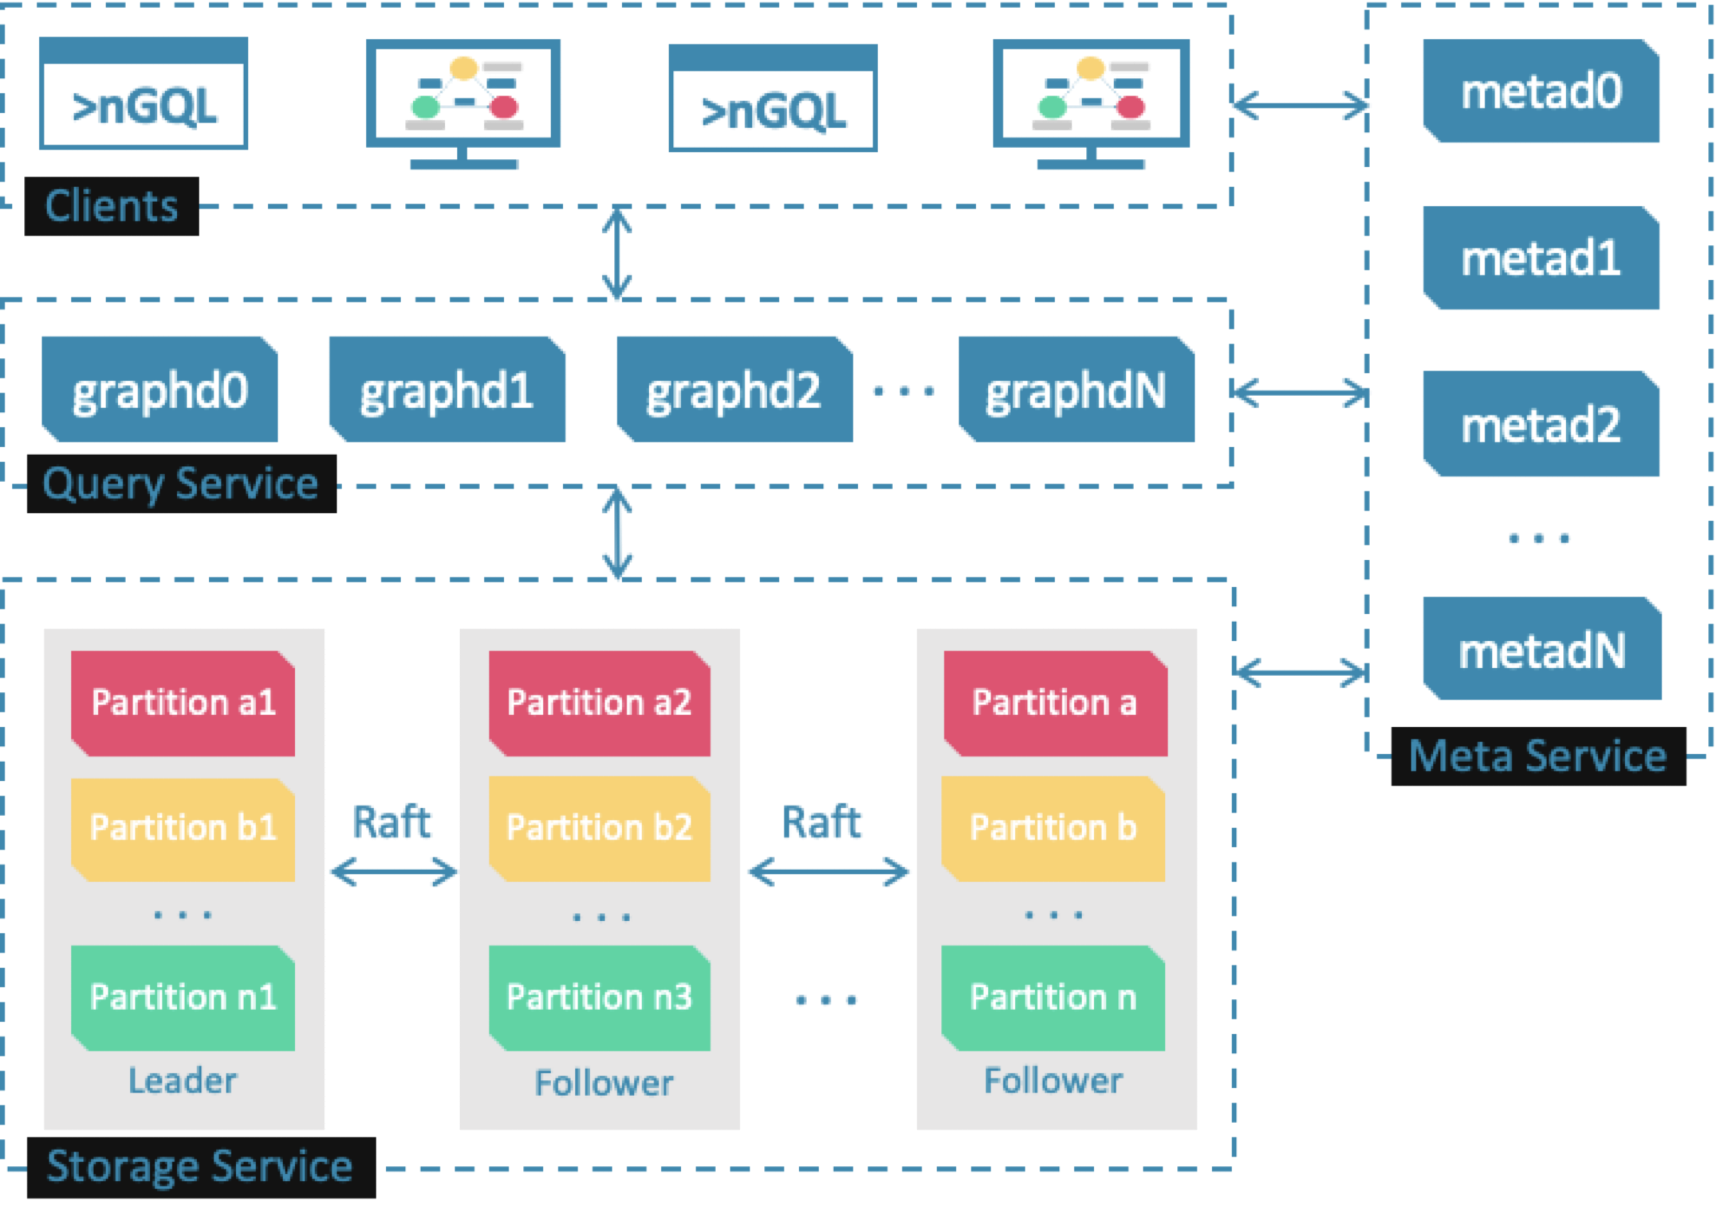 >nGQL
>nGQL
Clients
metad0
metad1
metad2
...
metadN
Meta Service
graphd0
graphd1
graphd2
...
graphdN
Query Service
Partition a1
Partition b1
...
Partition n1
Leader
Raft
Partition a2
Partition b2
...
Partition n3
Follower
Raft
...
Partition a
Partition b
...
Partition n
Follower
Storage Service